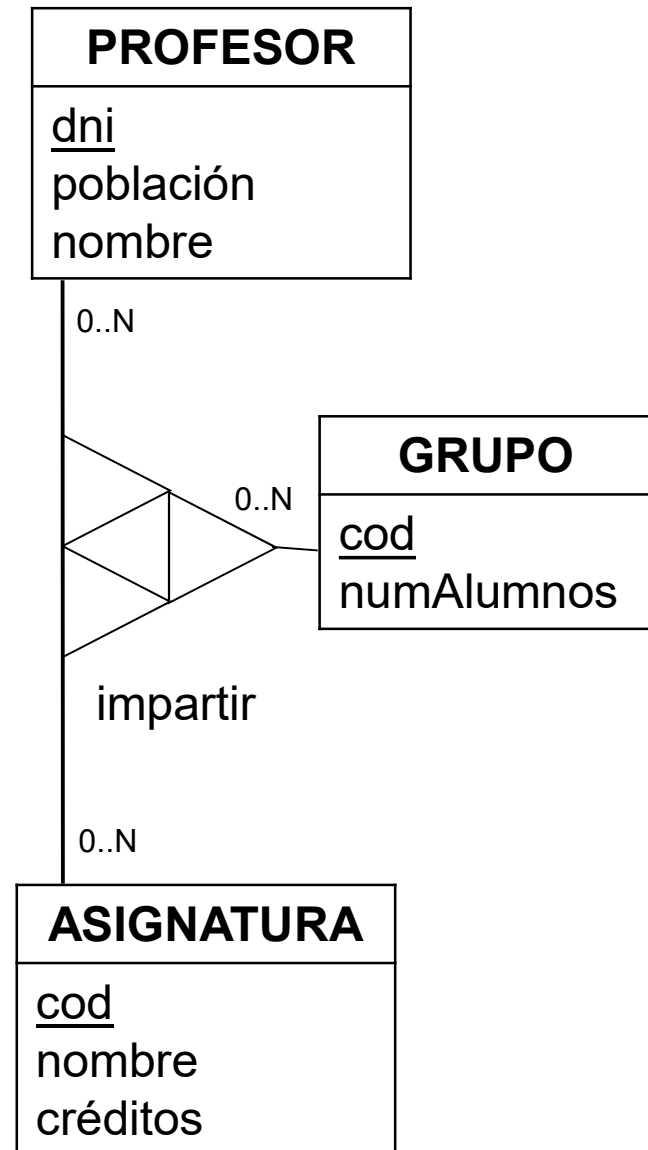 PROFESOR
dni
población
nombre
0..N
GRUPO
0..N
cod
numAlumnos
impartir
0..N
ASIGNATURA
cod
nombre
créditos